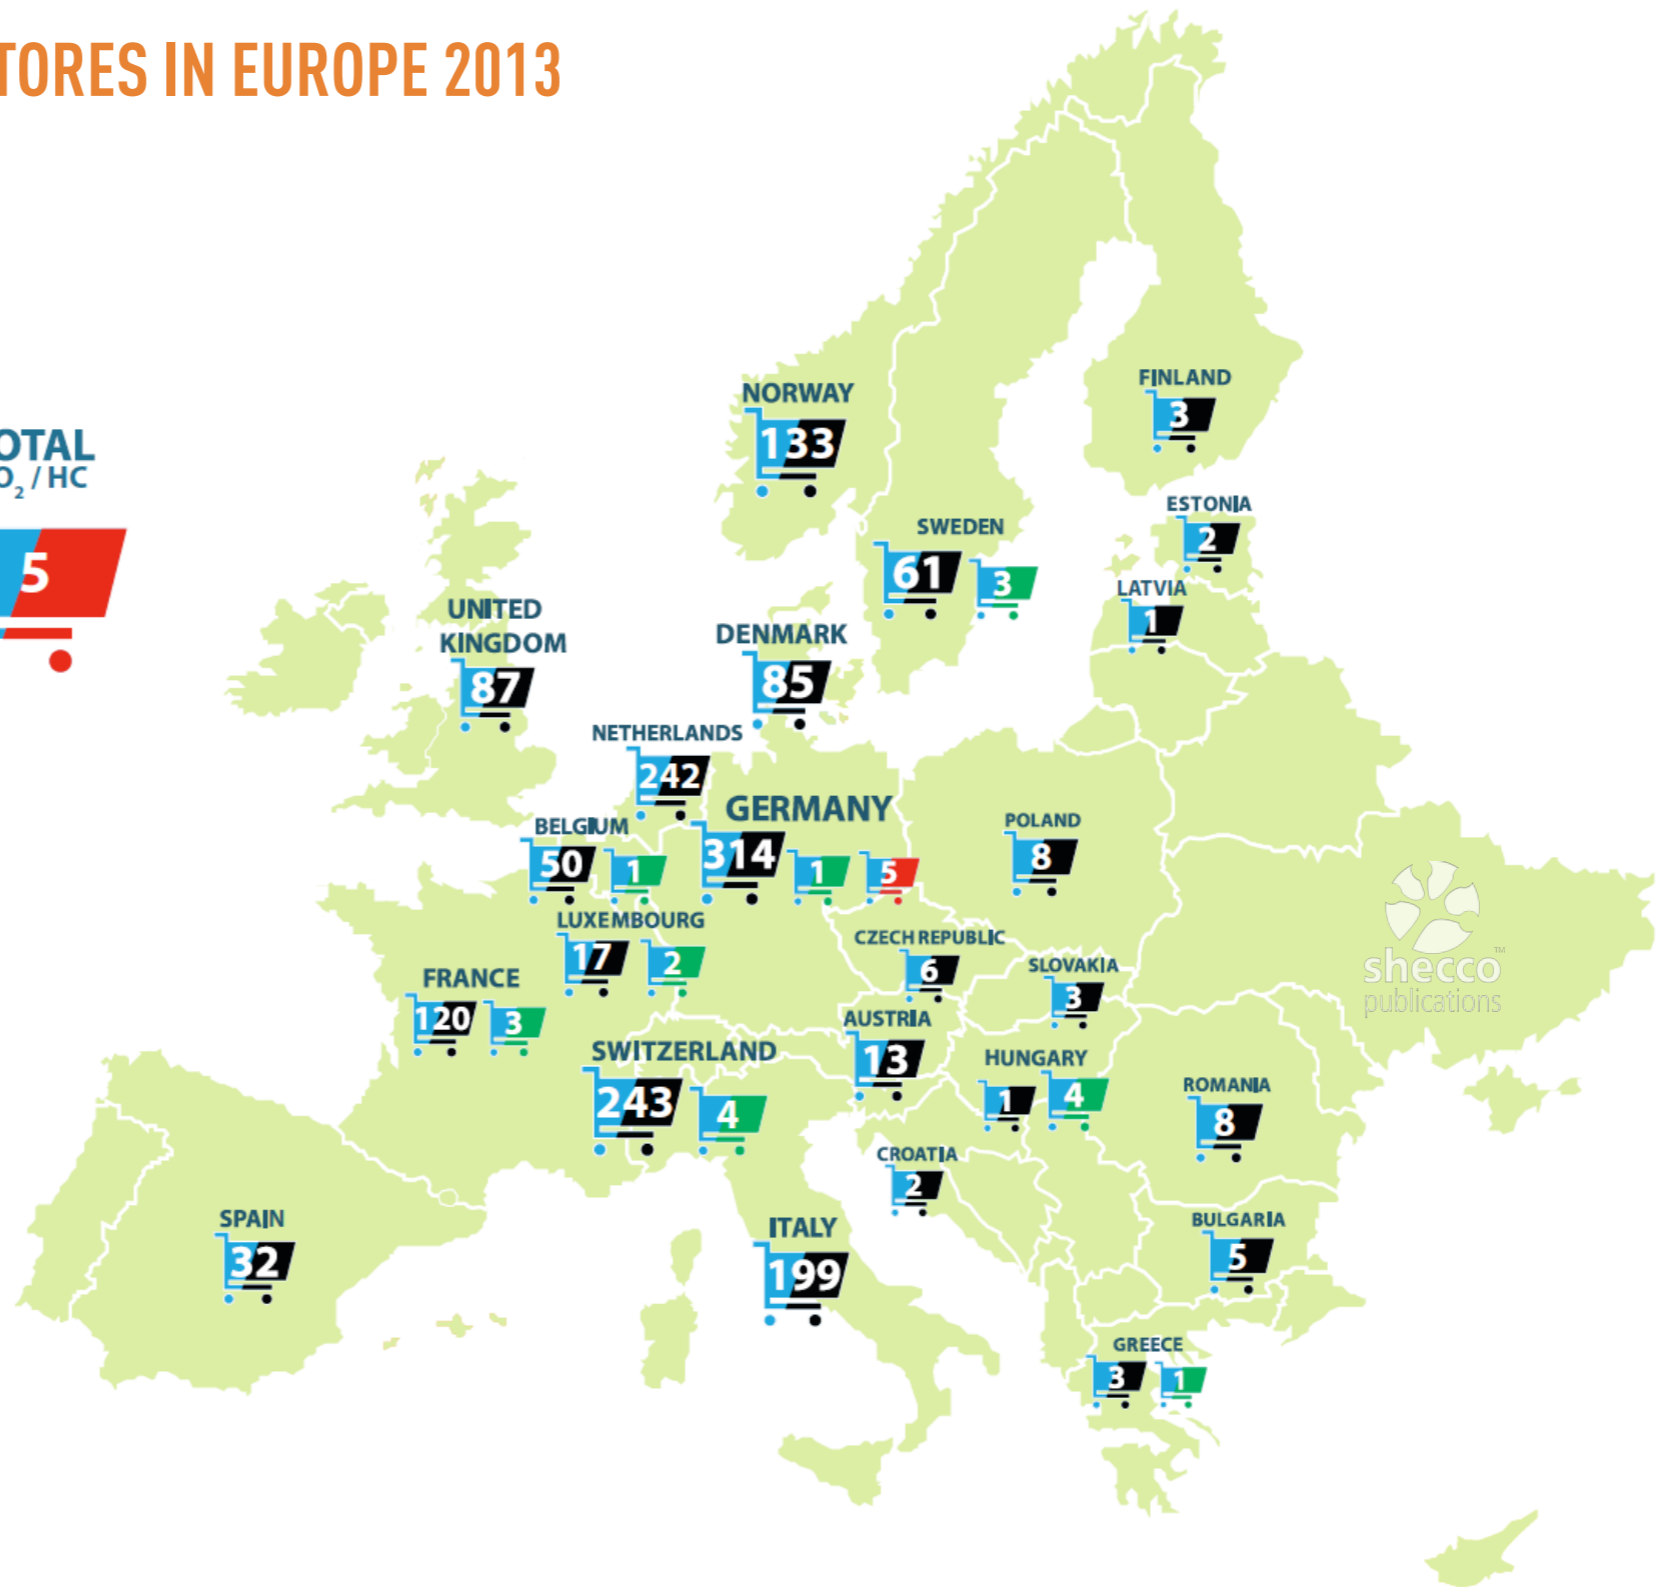 TORES IN EUROPE 2013
OTAL
O2 / HC
5
NORWAY
133
FINLAND
3
SWEDEN
61 3
ESTONIA
2
LATVIA
1
UNITED
KINGDOM
87
DENMARK
85
NETHERLANDS
242
GERMANY
314 1 5
BELGIUM
50 1
POLAND
8
LUXEMBOURG
17 2
CZECH REPUBLIC
6
SLOVAKIA
3
FRANCE
120 3
AUSTRIA
13
SWITZERLAND
243 4
HUNGARY
1 4
ROMANIA
8
CROATIA
2
SPAIN
32
ITALY
199
BULGARIA
5
GREECE
3 1
shecco™
publications